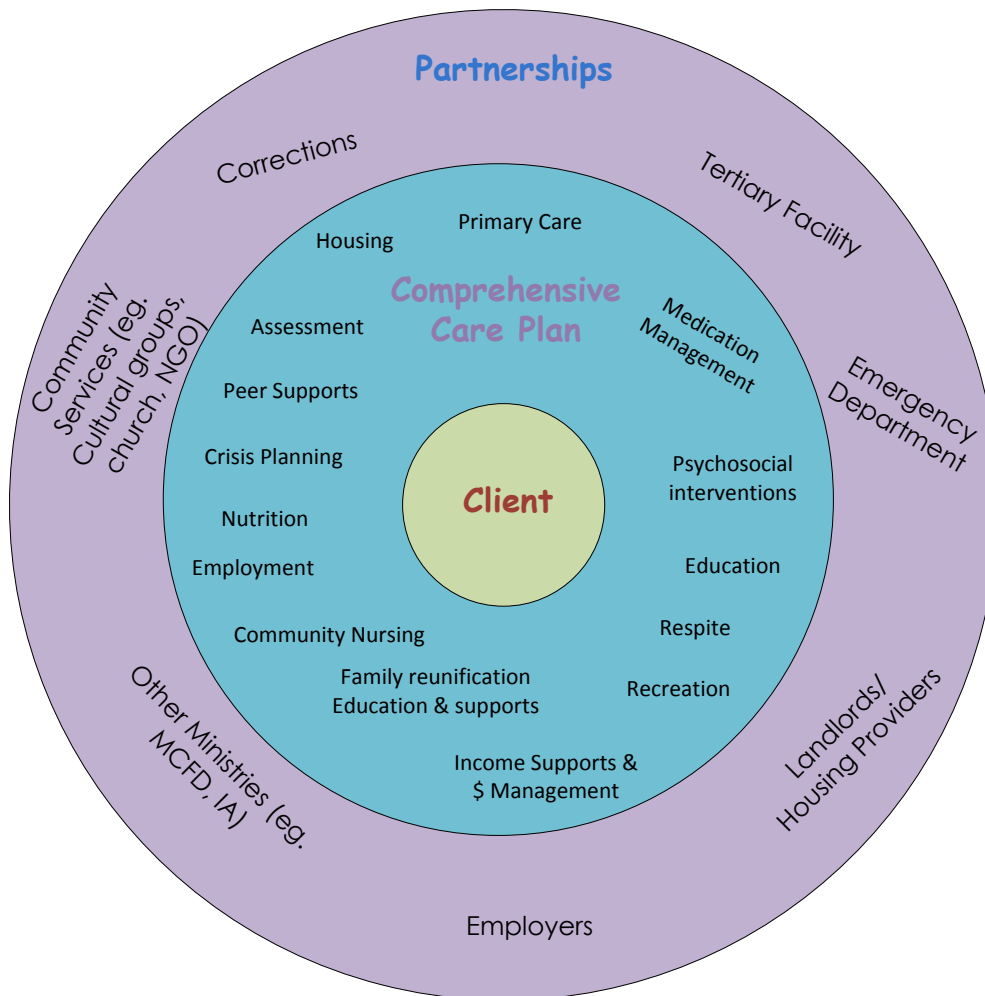 Partnerships
Corrections
Tertiary Facility
Emergency
Department
Landlords/
Housing Providers
Employers
Other Ministries (eg.
MCFD, IA)
Community
Services (eg.
Cultural groups,
church, NGO)
Comprehensive
Care Plan
Primary Care
Medication
Management
Psychosocial
interventions
Education
Respite
Recreation
Income Supports &
$ Management
Family reunification
Education & supports
Community Nursing
Employment
Nutrition
Crisis Planning
Peer Supports
Assessment
Housing
Client